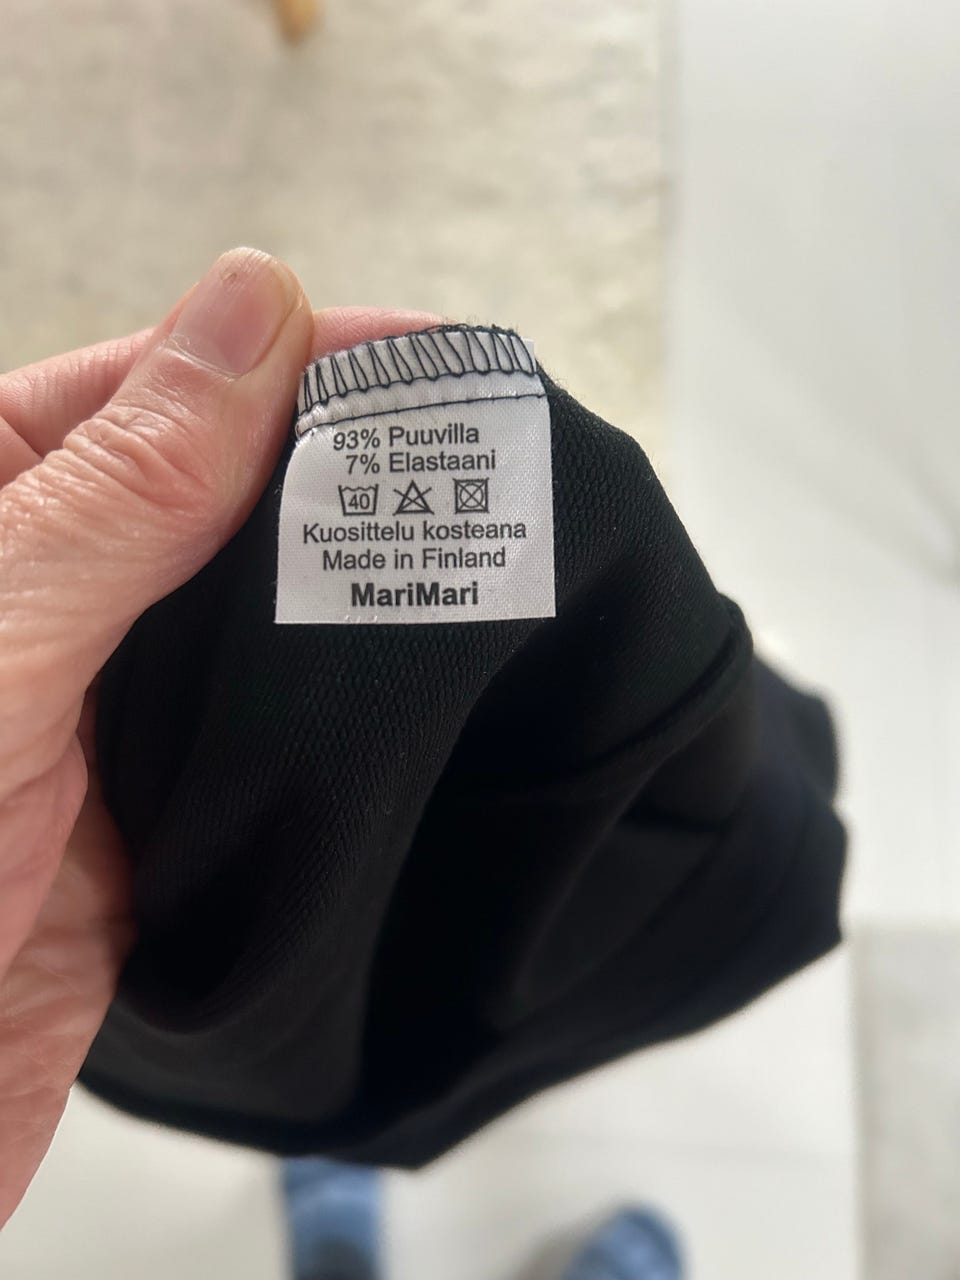 93% Puuvilla
7% Elastaani
40
Kuosittelu kosteana
Made in Finland
MariMari